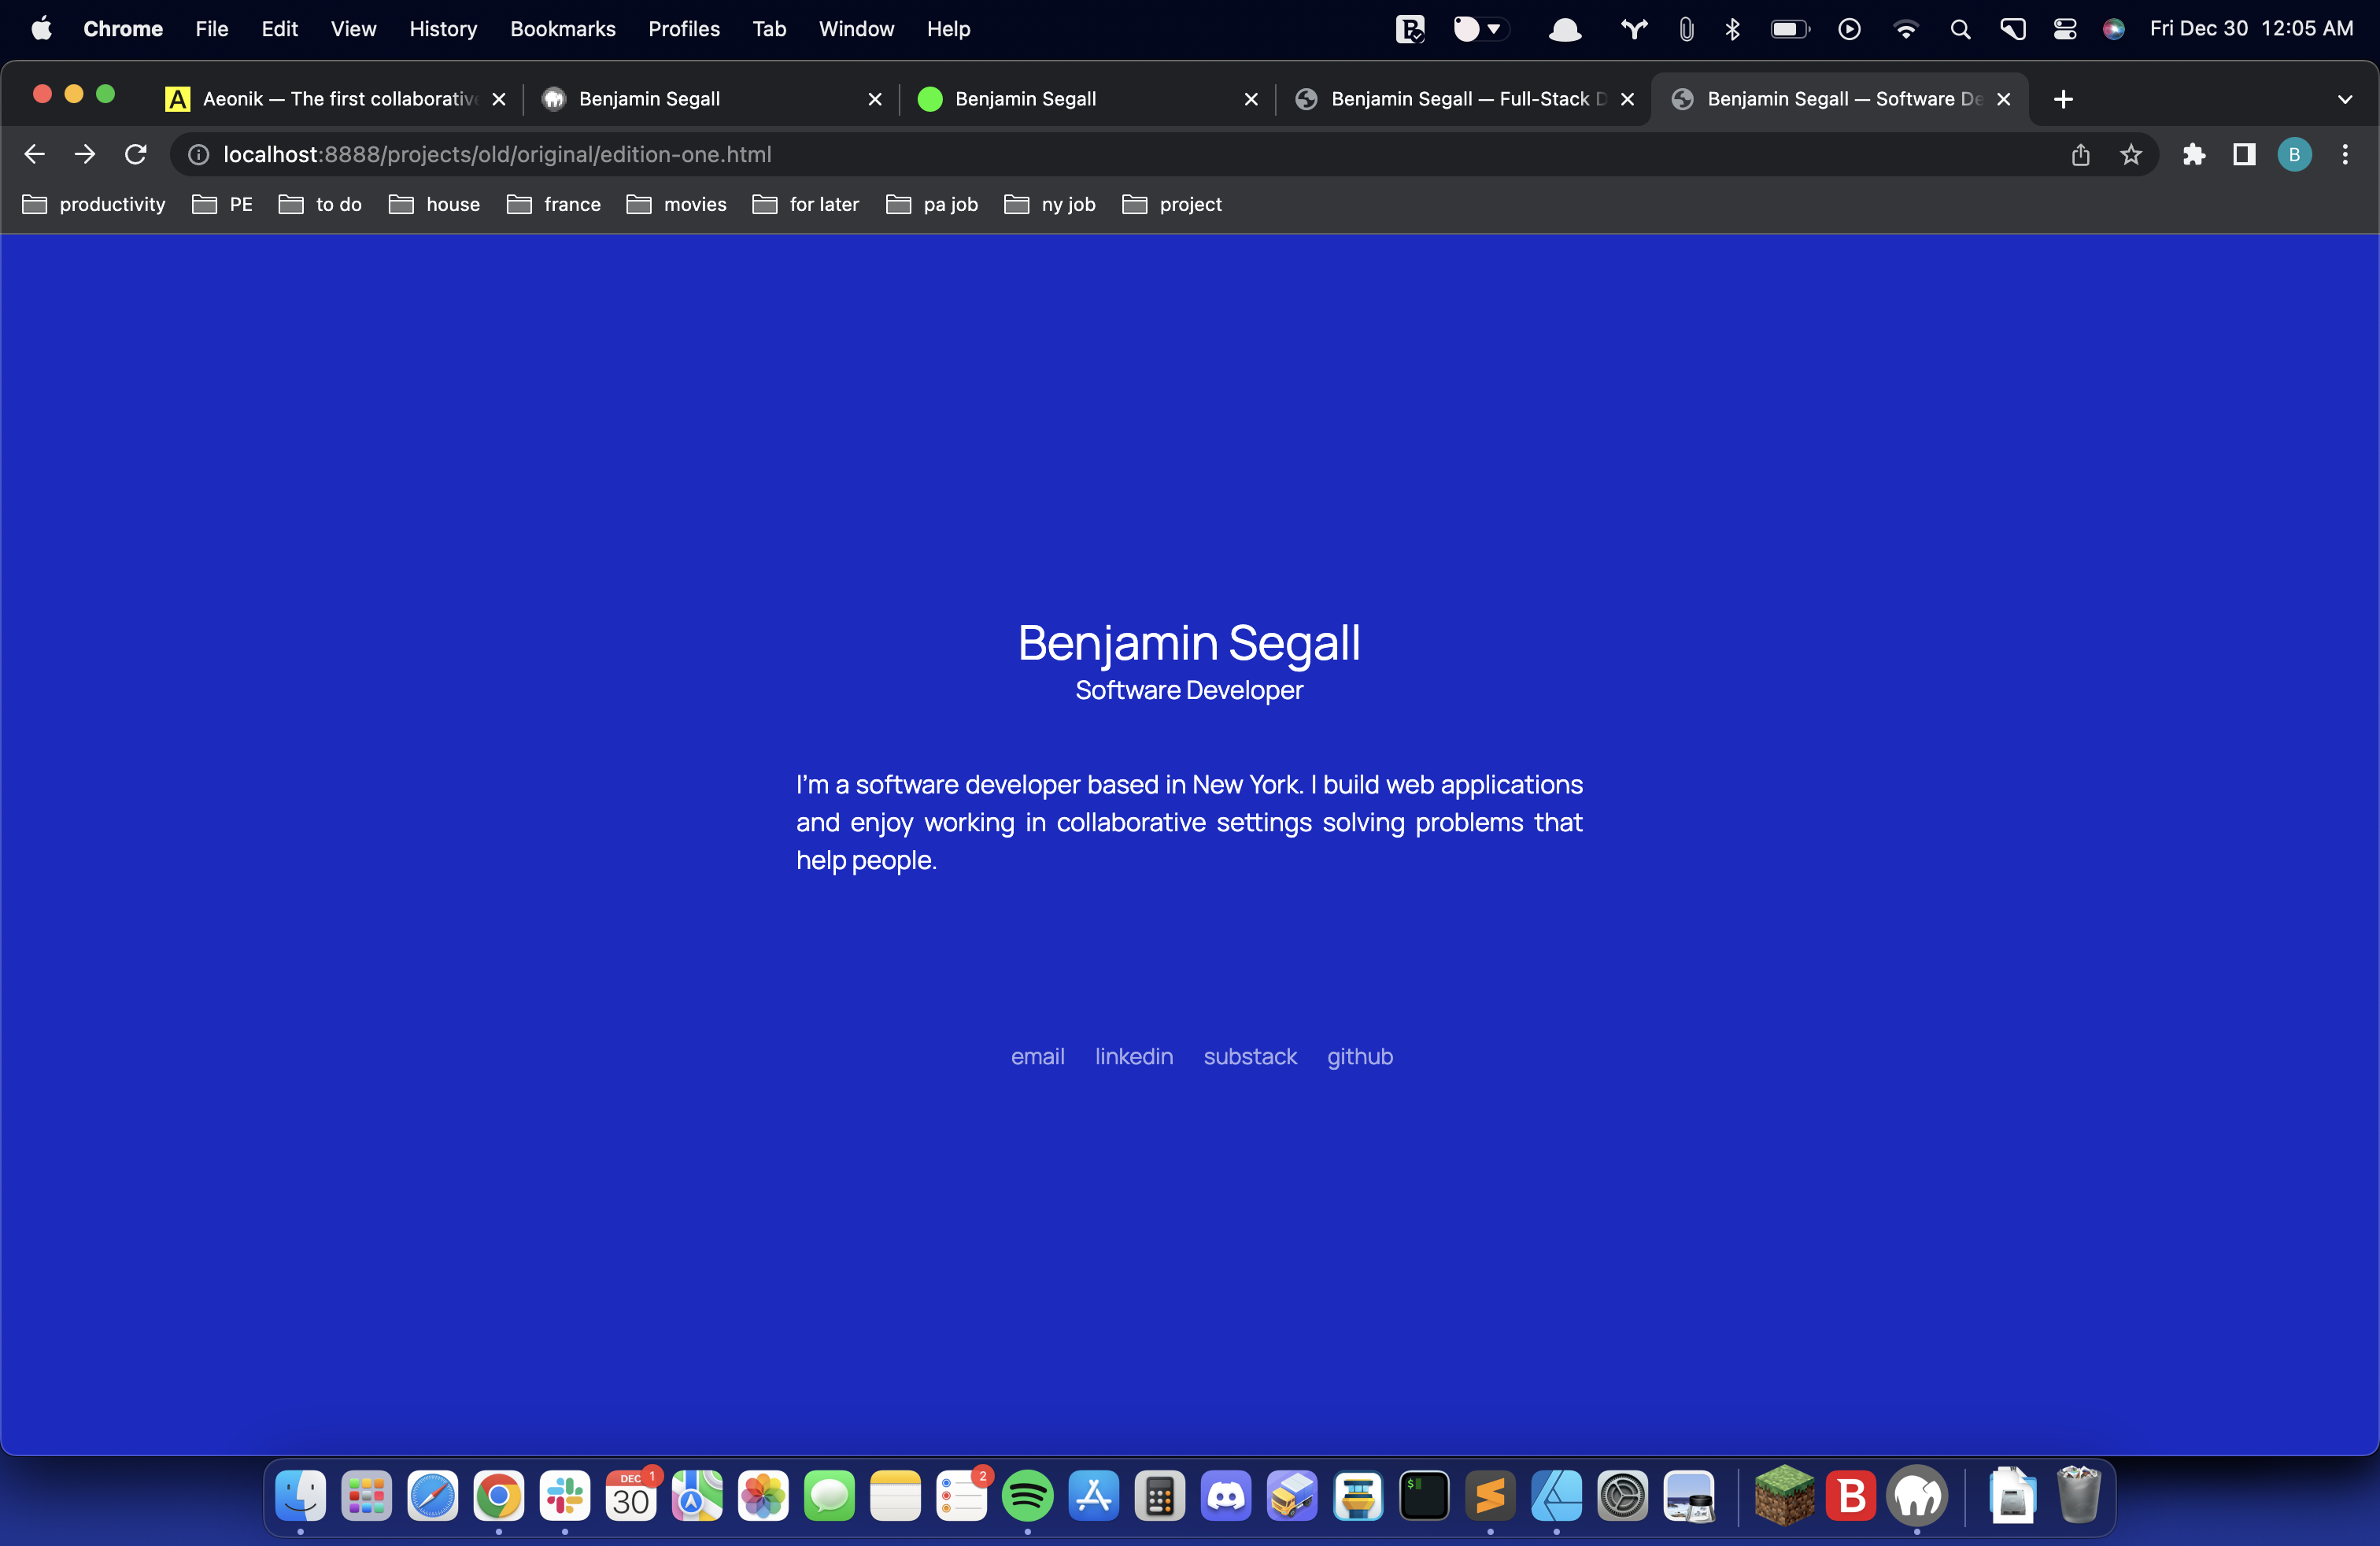 Chrome File Edit View History Bookmarks Profiles Tab Window Help Fri Dec 30 12:05 AM
A Aeonik — The first collaborative Benjamin Segall Benjamin Segall Benjamin Segall — Full-Stack D Benjamin Segall — Software De
localhost:8888/projects/old/original/edition-one.html B
productivity PE to do house france movies for later pa job ny job project
Benjamin Segall
Software Developer
I’m a software developer based in New York. I build web applications
and enjoy working in collaborative settings solving problems that
help people.
email linkedin substack github
DEC 1 2
30 $ B